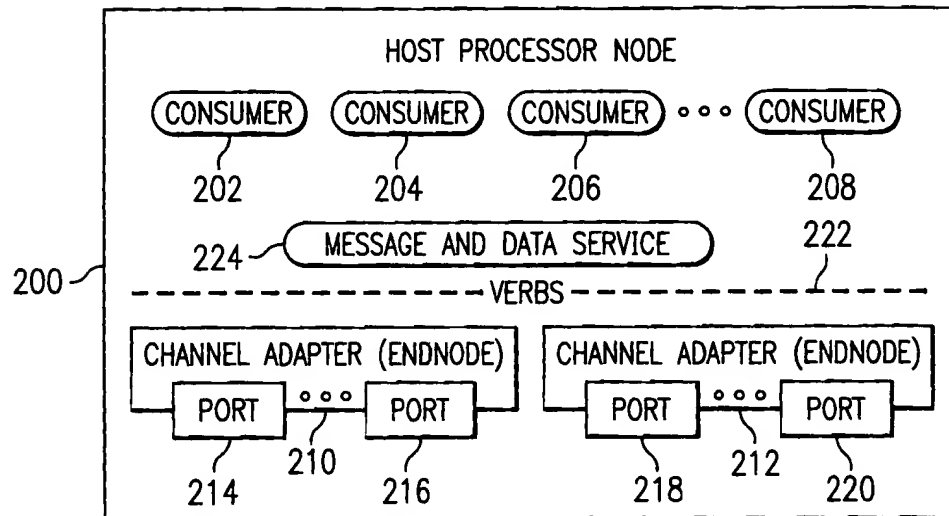 HOST PROCESSOR NODE
CONSUMER CONSUMER CONSUMER CONSUMER
202 204 206 208
MESSAGE AND DATA SERVICE
224 222
200
VERBS
CHANNEL ADAPTER (ENDNODE) CHANNEL ADAPTER (ENDNODE)
PORT PORT PORT PORT
210 212
214 216 218 220